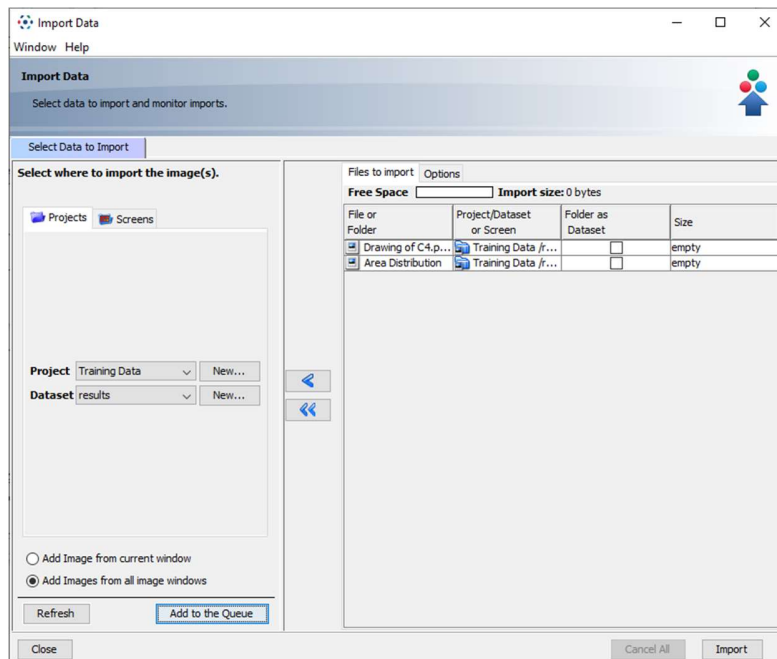 Import Data
Window Help
Import Data
Select data to import and monitor imports.
Select Data to Import
Select where to import the image(s).
Projects Screens
Project Training Data New...
Dataset results New...
Add Image from current window
Add Images from all image windows
Refresh Add to the Queue
Files to import Options
Free Space Import size: 0 bytes
File or Folder Project/Dataset or Screen Folder as Dataset Size
Drawing of C4.p... Training Data /r... empty
Area Distribution Training Data /r... empty
Close Cancel All Import